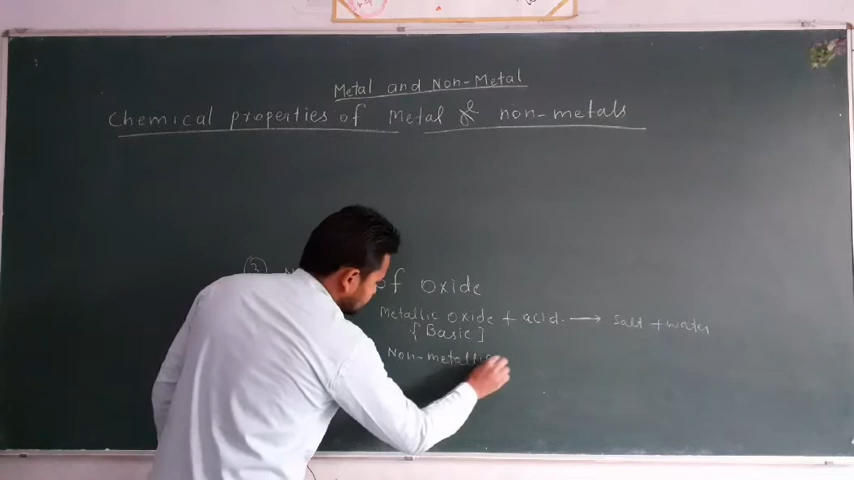 Metal and Non-Metal
Chemical properties of Metal & non-metals
(3) of oxide
Metallic oxide + acid. → Salt + water
{Basic]
Non-metallic